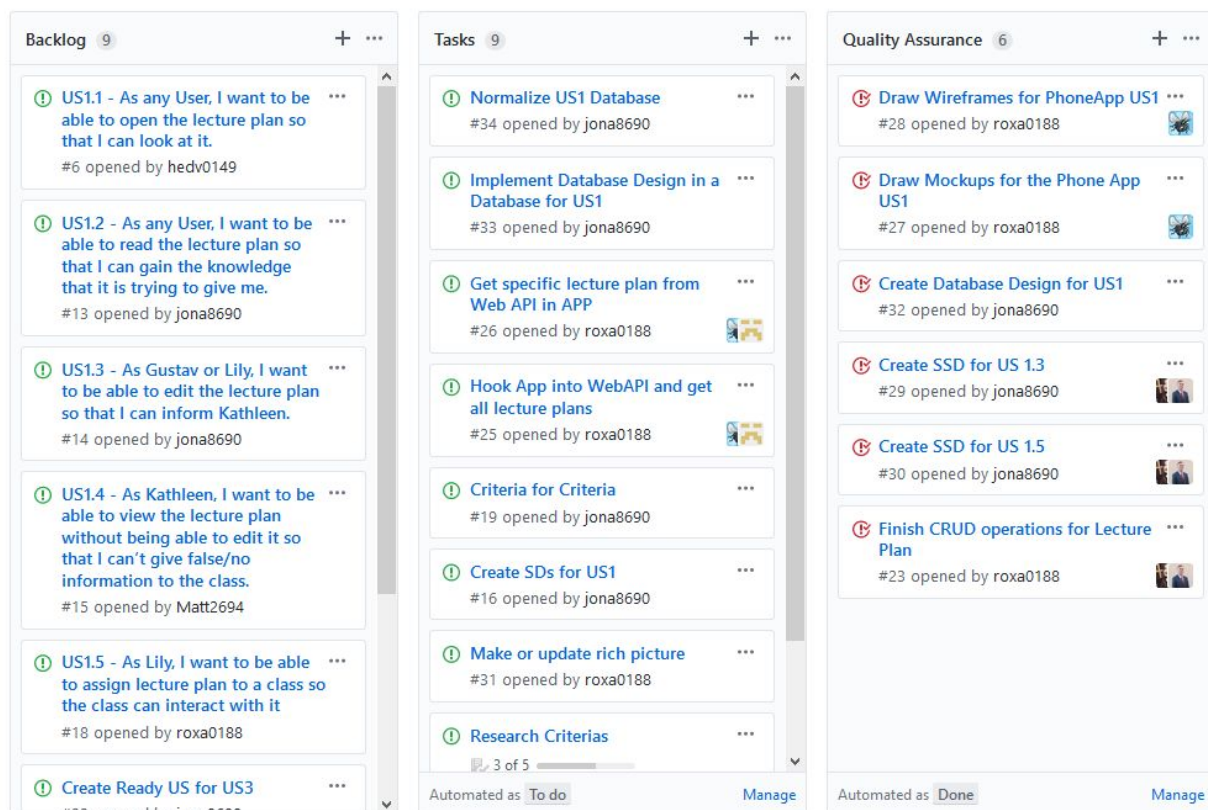 Backlog 9
US1.1 - As any User, I want to be
able to open the lecture plan so
that I can look at it.
#6 opened by hedv0149
US1.2 - As any User, I want to be
able to read the lecture plan so
that I can gain the knowledge
that it is trying to give me.
#13 opened by jona8690
US1.3 - As Gustav or Lily, I want
to be able to edit the lecture plan
so that I can inform Kathleen.
#14 opened by jona8690
US1.4 - As Kathleen, I want to be
able to view the lecture plan
without being able to edit it so
that I can't give false/no
information to the class.
#15 opened by Matt2694
US1.5 - As Lily, I want to be able
to assign lecture plan to a class so
the class can interact with it
#18 opened by roxa0188
Create Ready US for US3
Tasks 9
Normalize US1 Database
#34 opened by jona8690
Implement Database Design in a
Database for US1
#33 opened by jona8690
Get specific lecture plan from
Web API in APP
#26 opened by roxa0188
Hook App into WebAPI and get
all lecture plans
#25 opened by roxa0188
Criteria for Criteria
#19 opened by jona8690
Create SDs for US1
#16 opened by jona8690
Make or update rich picture
#31 opened by roxa0188
Research Criterias
3 of 5
Automated as To do Manage
Quality Assurance 6
Draw Wireframes for PhoneApp US1
#28 opened by roxa0188
Draw Mockups for the Phone App
US1
#27 opened by roxa0188
Create Database Design for US1
#32 opened by jona8690
Create SSD for US 1.3
#29 opened by jona8690
Create SSD for US 1.5
#30 opened by jona8690
Finish CRUD operations for Lecture
Plan
#23 opened by roxa0188
Automated as Done Manage